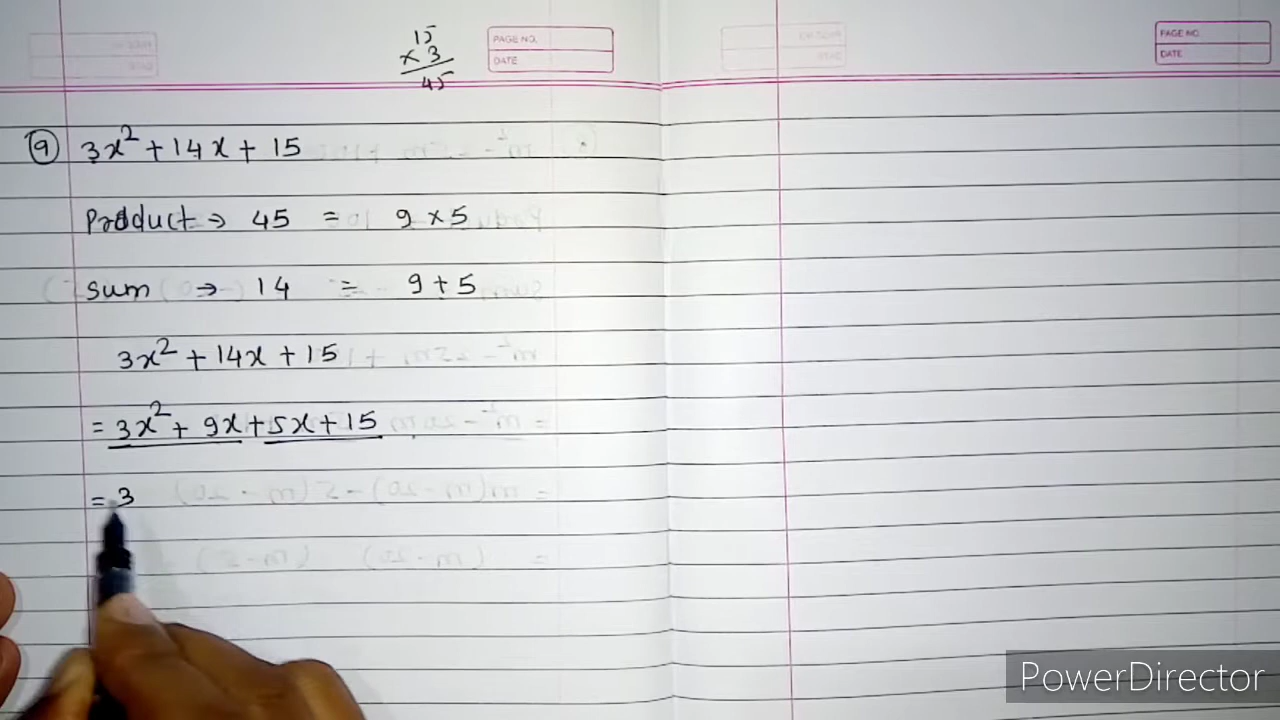 15
× 3
45
PAGE NO.
DATE
PAGE NO
DATE
9 3x² + 14x + 15
Product ⇒ 45 = 9 × 5
Sum ⇒ 14 = 9 + 5
3x² + 14x + 15
= 3x² + 9x + 5x + 15
= 3
PowerDirector